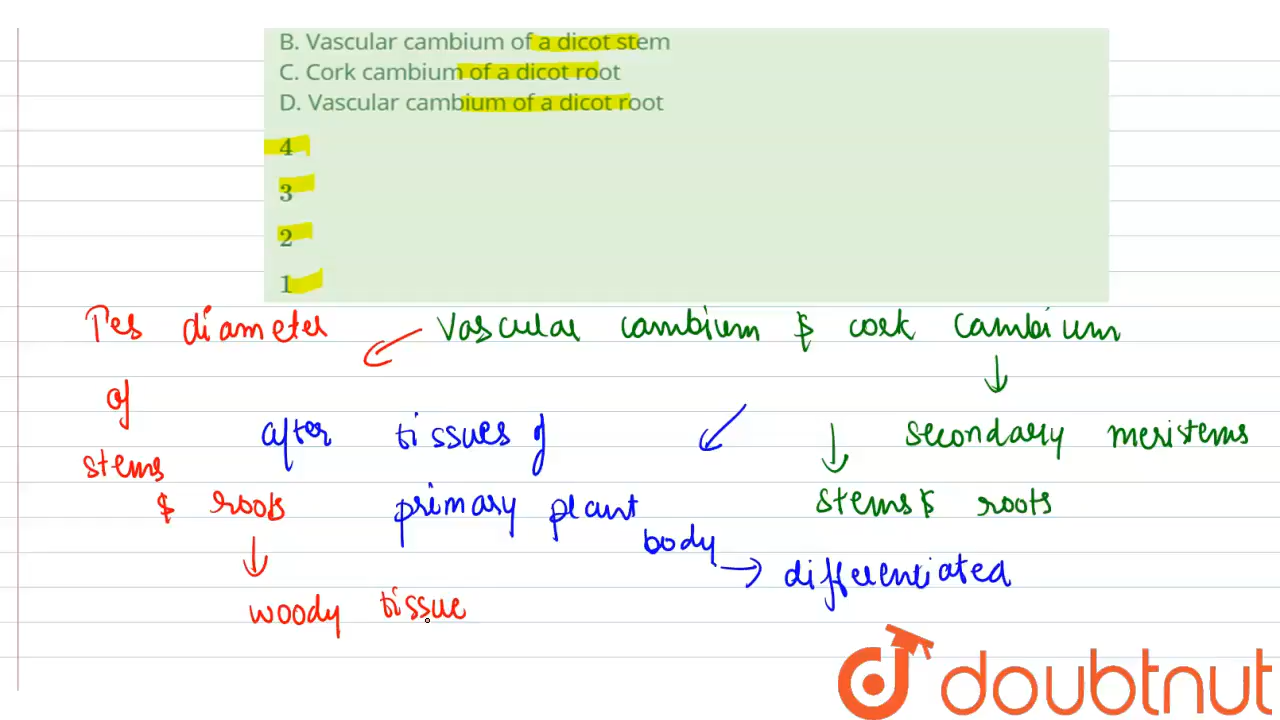 B. Vascular cambium of a dicot stem
C. Cork cambium of a dicot root
D. Vascular cambium of a dicot root
4
3
2
1
↑es diameter ← vascular cambium & cork cambium
of
stems
& roots
↓
woody tissue
after tissues of
primary plant
body → differentiated
↓
secondary meristems
↓
stems & roots
doubtnut